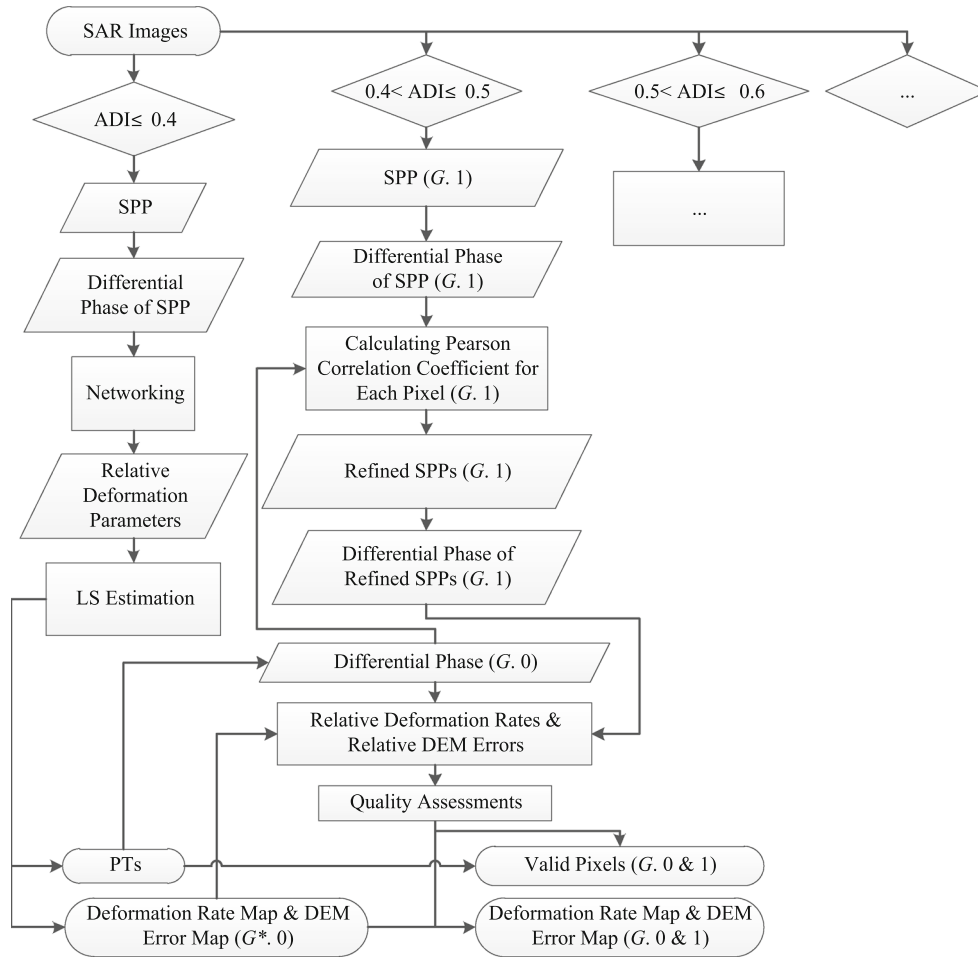 SAR Images
ADI≤ 0.4
0.4< ADI≤ 0.5
0.5< ADI≤ 0.6
...
SPP
SPP (G. 1)
...
Differential
Phase of SPP
Differential Phase
of SPP (G. 1)
Networking
Calculating Pearson
Correlation Coefficient for
Each Pixel (G. 1)
Relative
Deformation
Parameters
Refined SPPs (G. 1)
LS Estimation
Differential Phase of
Refined SPPs (G. 1)
Differential Phase (G. 0)
Relative Deformation Rates &
Relative DEM Errors
Quality Assessments
PTs
Valid Pixels (G. 0 & 1)
Deformation Rate Map & DEM
Error Map (G*. 0)
Deformation Rate Map & DEM
Error Map (G. 0 & 1)